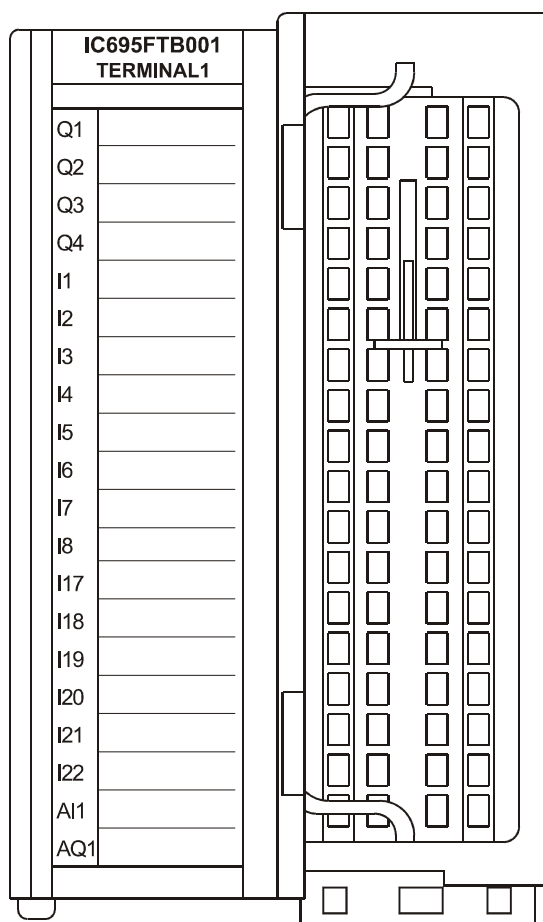 IC695FTB001
TERMINAL1
Q1
Q2
Q3
Q4
I1
I2
I3
I4
I5
I6
I7
I8
I17
I18
I19
I20
I21
I22
AI1
AQ1